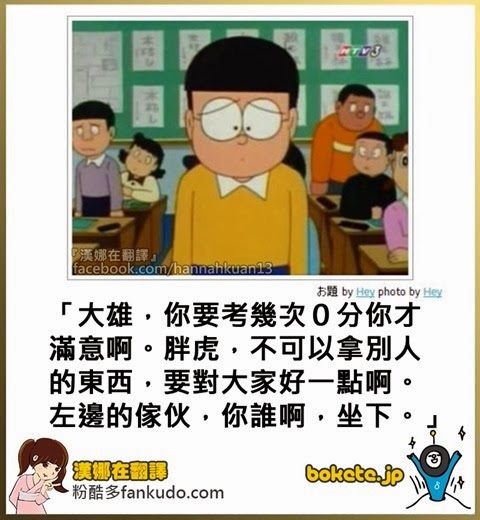 HTV3
『漢娜在翻譯』
facebook.com/hannahkuan13
お題 by Hey photo by Hey
「大雄，你要考幾次０分你才
滿意啊。胖虎，不可以拿別人
的東西，要對大家好一點啊。
左邊的傢伙，你誰啊，坐下。」
漢娜在翻譯
粉酷多fankudo.com
bokete.jp